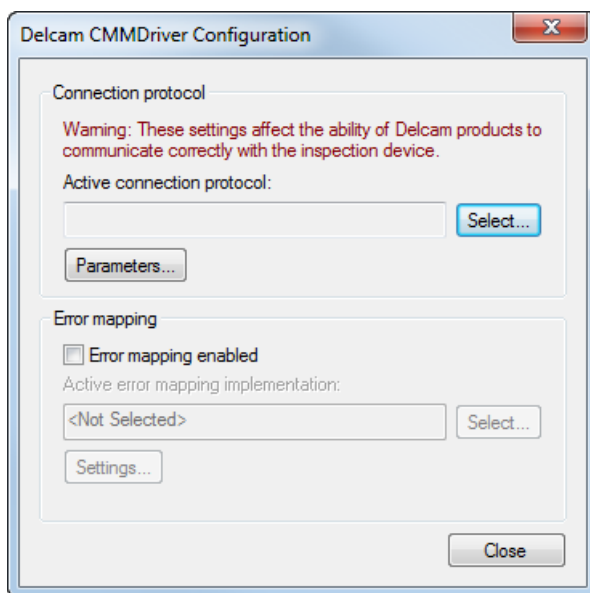 Delcam CMMDriver Configuration
Connection protocol
Warning: These settings affect the ability of Delcam products to
communicate correctly with the inspection device.
Active connection protocol:
Select...
Parameters...
Error mapping
Error mapping enabled
Active error mapping implementation:
<Not Selected>
Select...
Settings...
Close